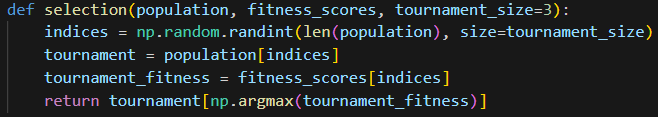 def selection(population, fitness_scores, tournament_size=3):
    indices = np.random.randint(len(population), size=tournament_size)
    tournament = population[indices]
    tournament_fitness = fitness_scores[indices]
    return tournament[np.argmax(tournament_fitness)]